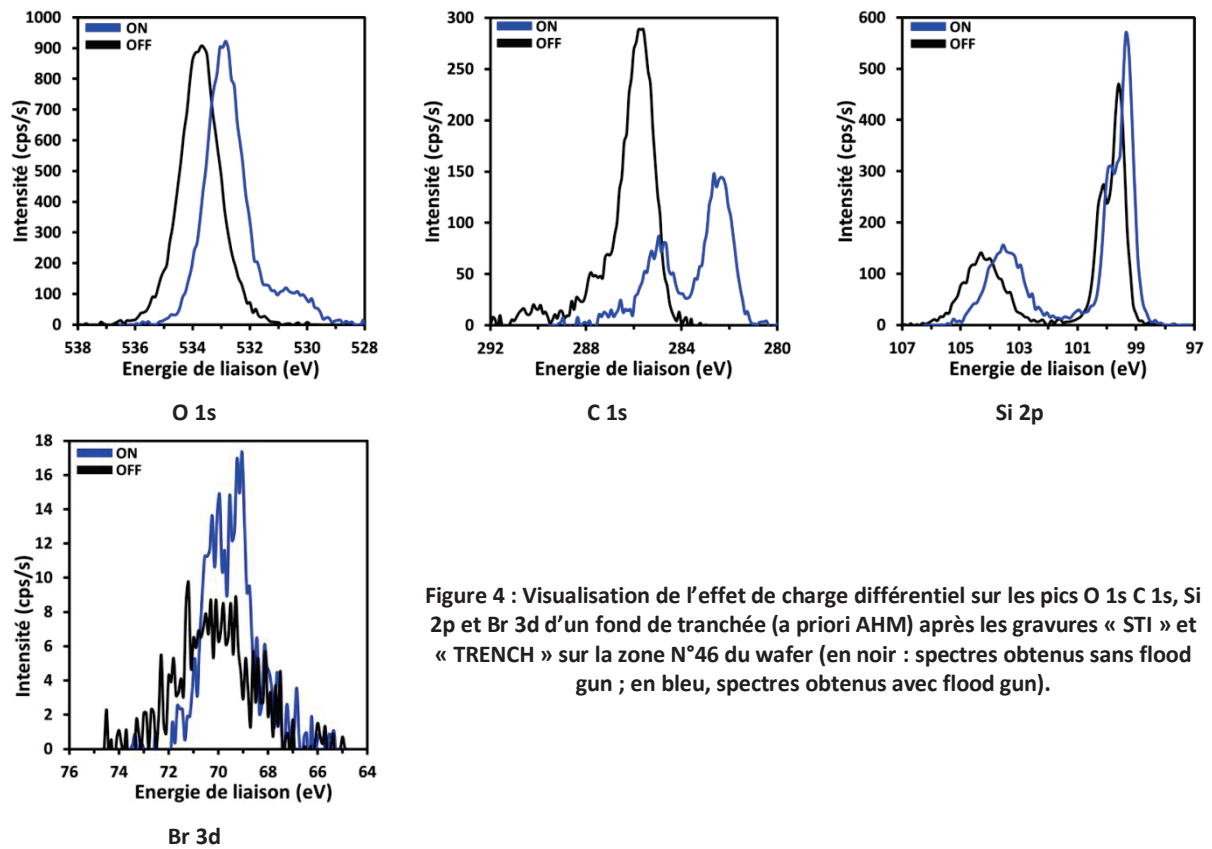 1000
900
800
700
600
500
400
300
200
100
0
ON
OFF
Intensité (cps/s)
538 536 534 532 530 528
Energie de liaison (eV)
O 1s
300
250
200
150
100
50
0
ON
OFF
Intensité (cps/s)
292 288 284 280
Energie de liaison (eV)
C 1s
600
500
400
300
200
100
0
ON
OFF
Intensité (cps/s)
107 105 103 101 99 97
Energie de liaison (eV)
Si 2p
18
16
14
12
10
8
6
4
2
0
ON
OFF
Intensité (cps/s)
76 74 72 70 68 66 64
Energie de liaison (eV)
Br 3d
Figure 4 : Visualisation de l’effet de charge différentiel sur les pics O 1s C 1s, Si
2p et Br 3d d’un fond de tranchée (a priori AHM) après les gravures « STI » et
« TRENCH » sur la zone N°46 du wafer (en noir : spectres obtenus sans flood
gun ; en bleu, spectres obtenus avec flood gun).